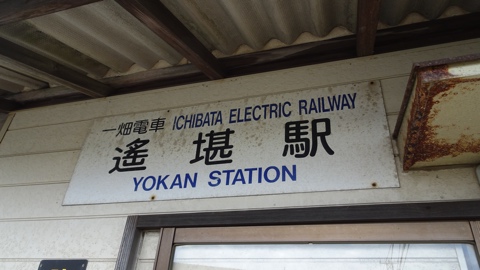 一畑電車 ICHIBATA ELECTRIC RAILWAY
遙堪駅
YOKAN STATION